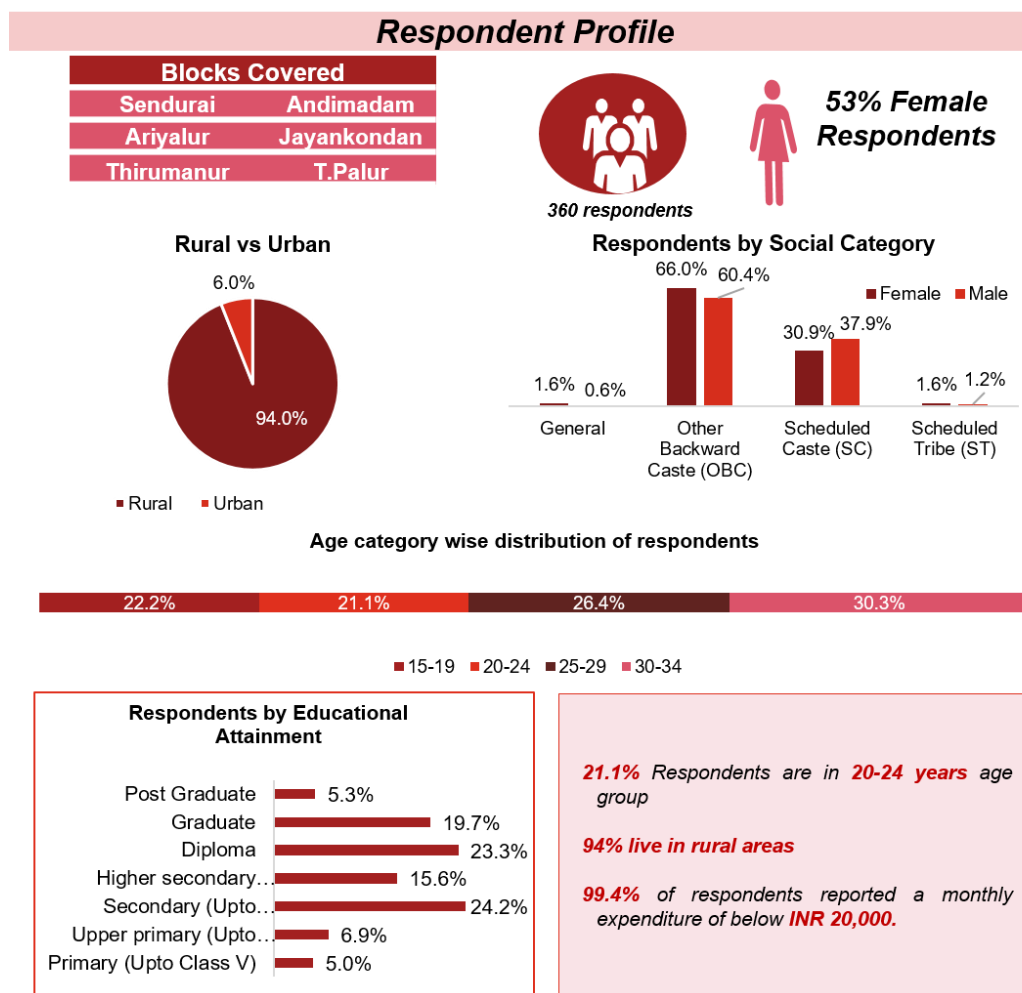 Respondent Profile
Blocks Covered
Sendurai Andimadam
Ariyalur Jayankondan
Thirumanur T.Palur
360 respondents
53% Female
Respondents
Rural vs Urban
6.0%
94.0%
Rural Urban
Respondents by Social Category
66.0% 60.4%
Female Male
30.9% 37.9%
1.6% 0.6% 1.6% 1.2%
General
Other
Backward
Caste (OBC)
Scheduled
Caste (SC)
Scheduled
Tribe (ST)
Age category wise distribution of respondents
22.2% 21.1% 26.4% 30.3%
15-19 20-24 25-29 30-34
Respondents by Educational
Attainment
Post Graduate 5.3%
Graduate 19.7%
Diploma 23.3%
Higher secondary… 15.6%
Secondary (Upto… 24.2%
Upper primary (Upto… 6.9%
Primary (Upto Class V) 5.0%
21.1% Respondents are in 20-24 years age
group
94% live in rural areas
99.4% of respondents reported a monthly
expenditure of below INR 20,000.